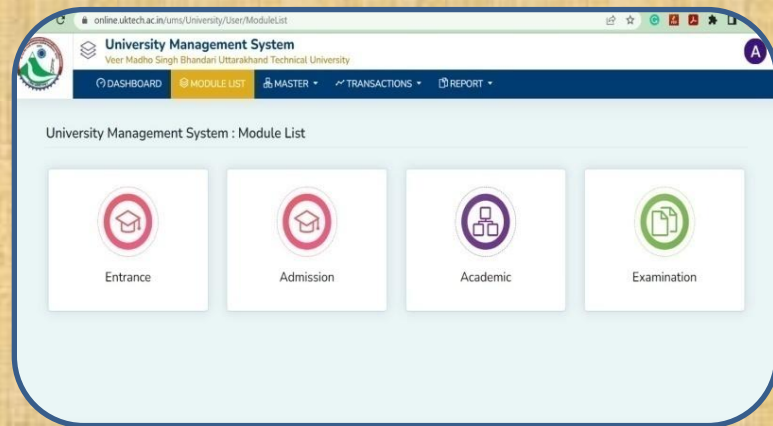 online.uktech.ac.in/ums/University/User/ModuleList
University Management System
Veer Madho Singh Bhandari Uttarakhand Technical University
A
DASHBOARD MODULE LIST MASTER TRANSACTIONS REPORT
University Management System : Module List
Entrance Admission Academic Examination